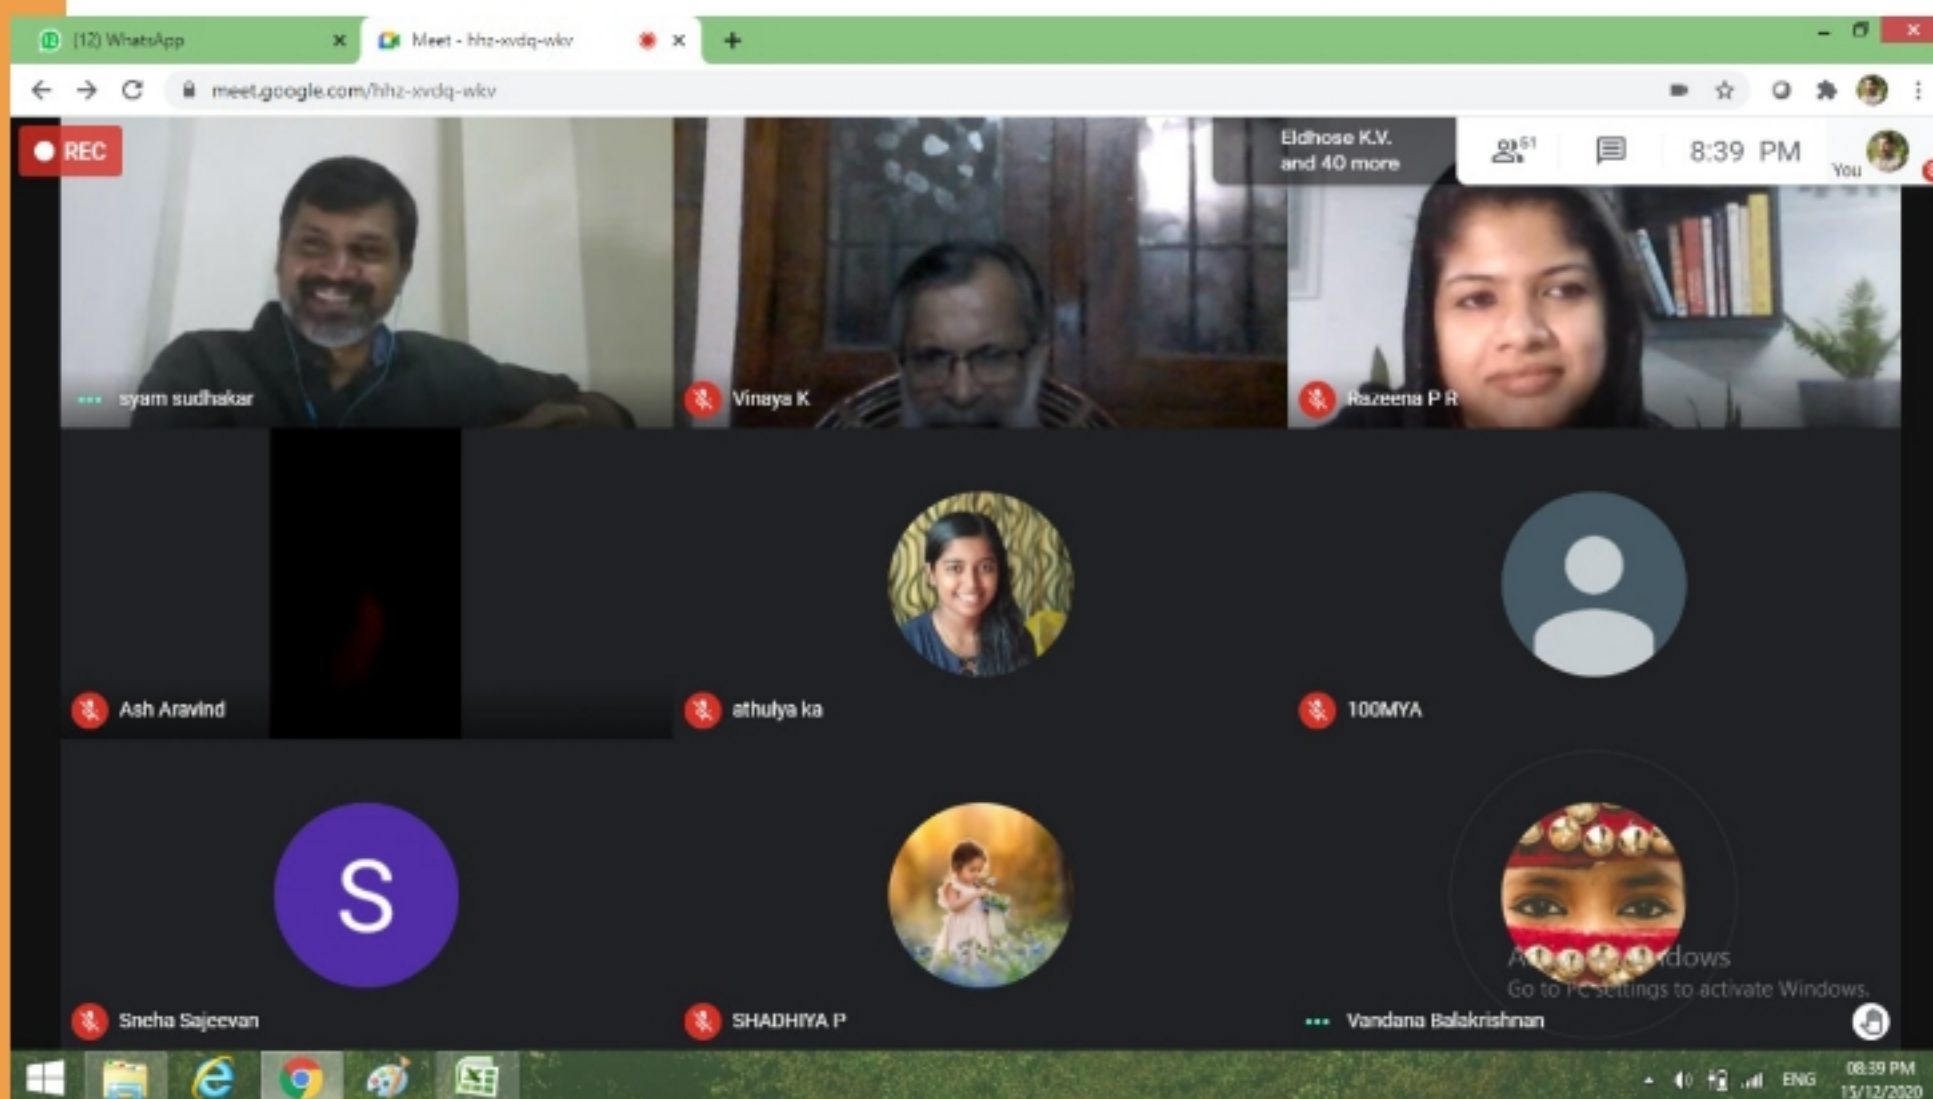 (12) WhatsApp
Meet - hhz-xvdq-wkv
meet.google.com/hhz-xvdq-wkv
REC
Eldhose K.V.
and 40 more
51
8:39 PM
You
syam sudhakar
Vinaya K
Razeena P R
Ash Aravind
athulya ka
100MYA
S
Sneha Sajeevan
SHADHIYA P
Go to PC settings to activate Windows.
Vandana Balakrishnan
ENG
08:39 PM
15/12/2020